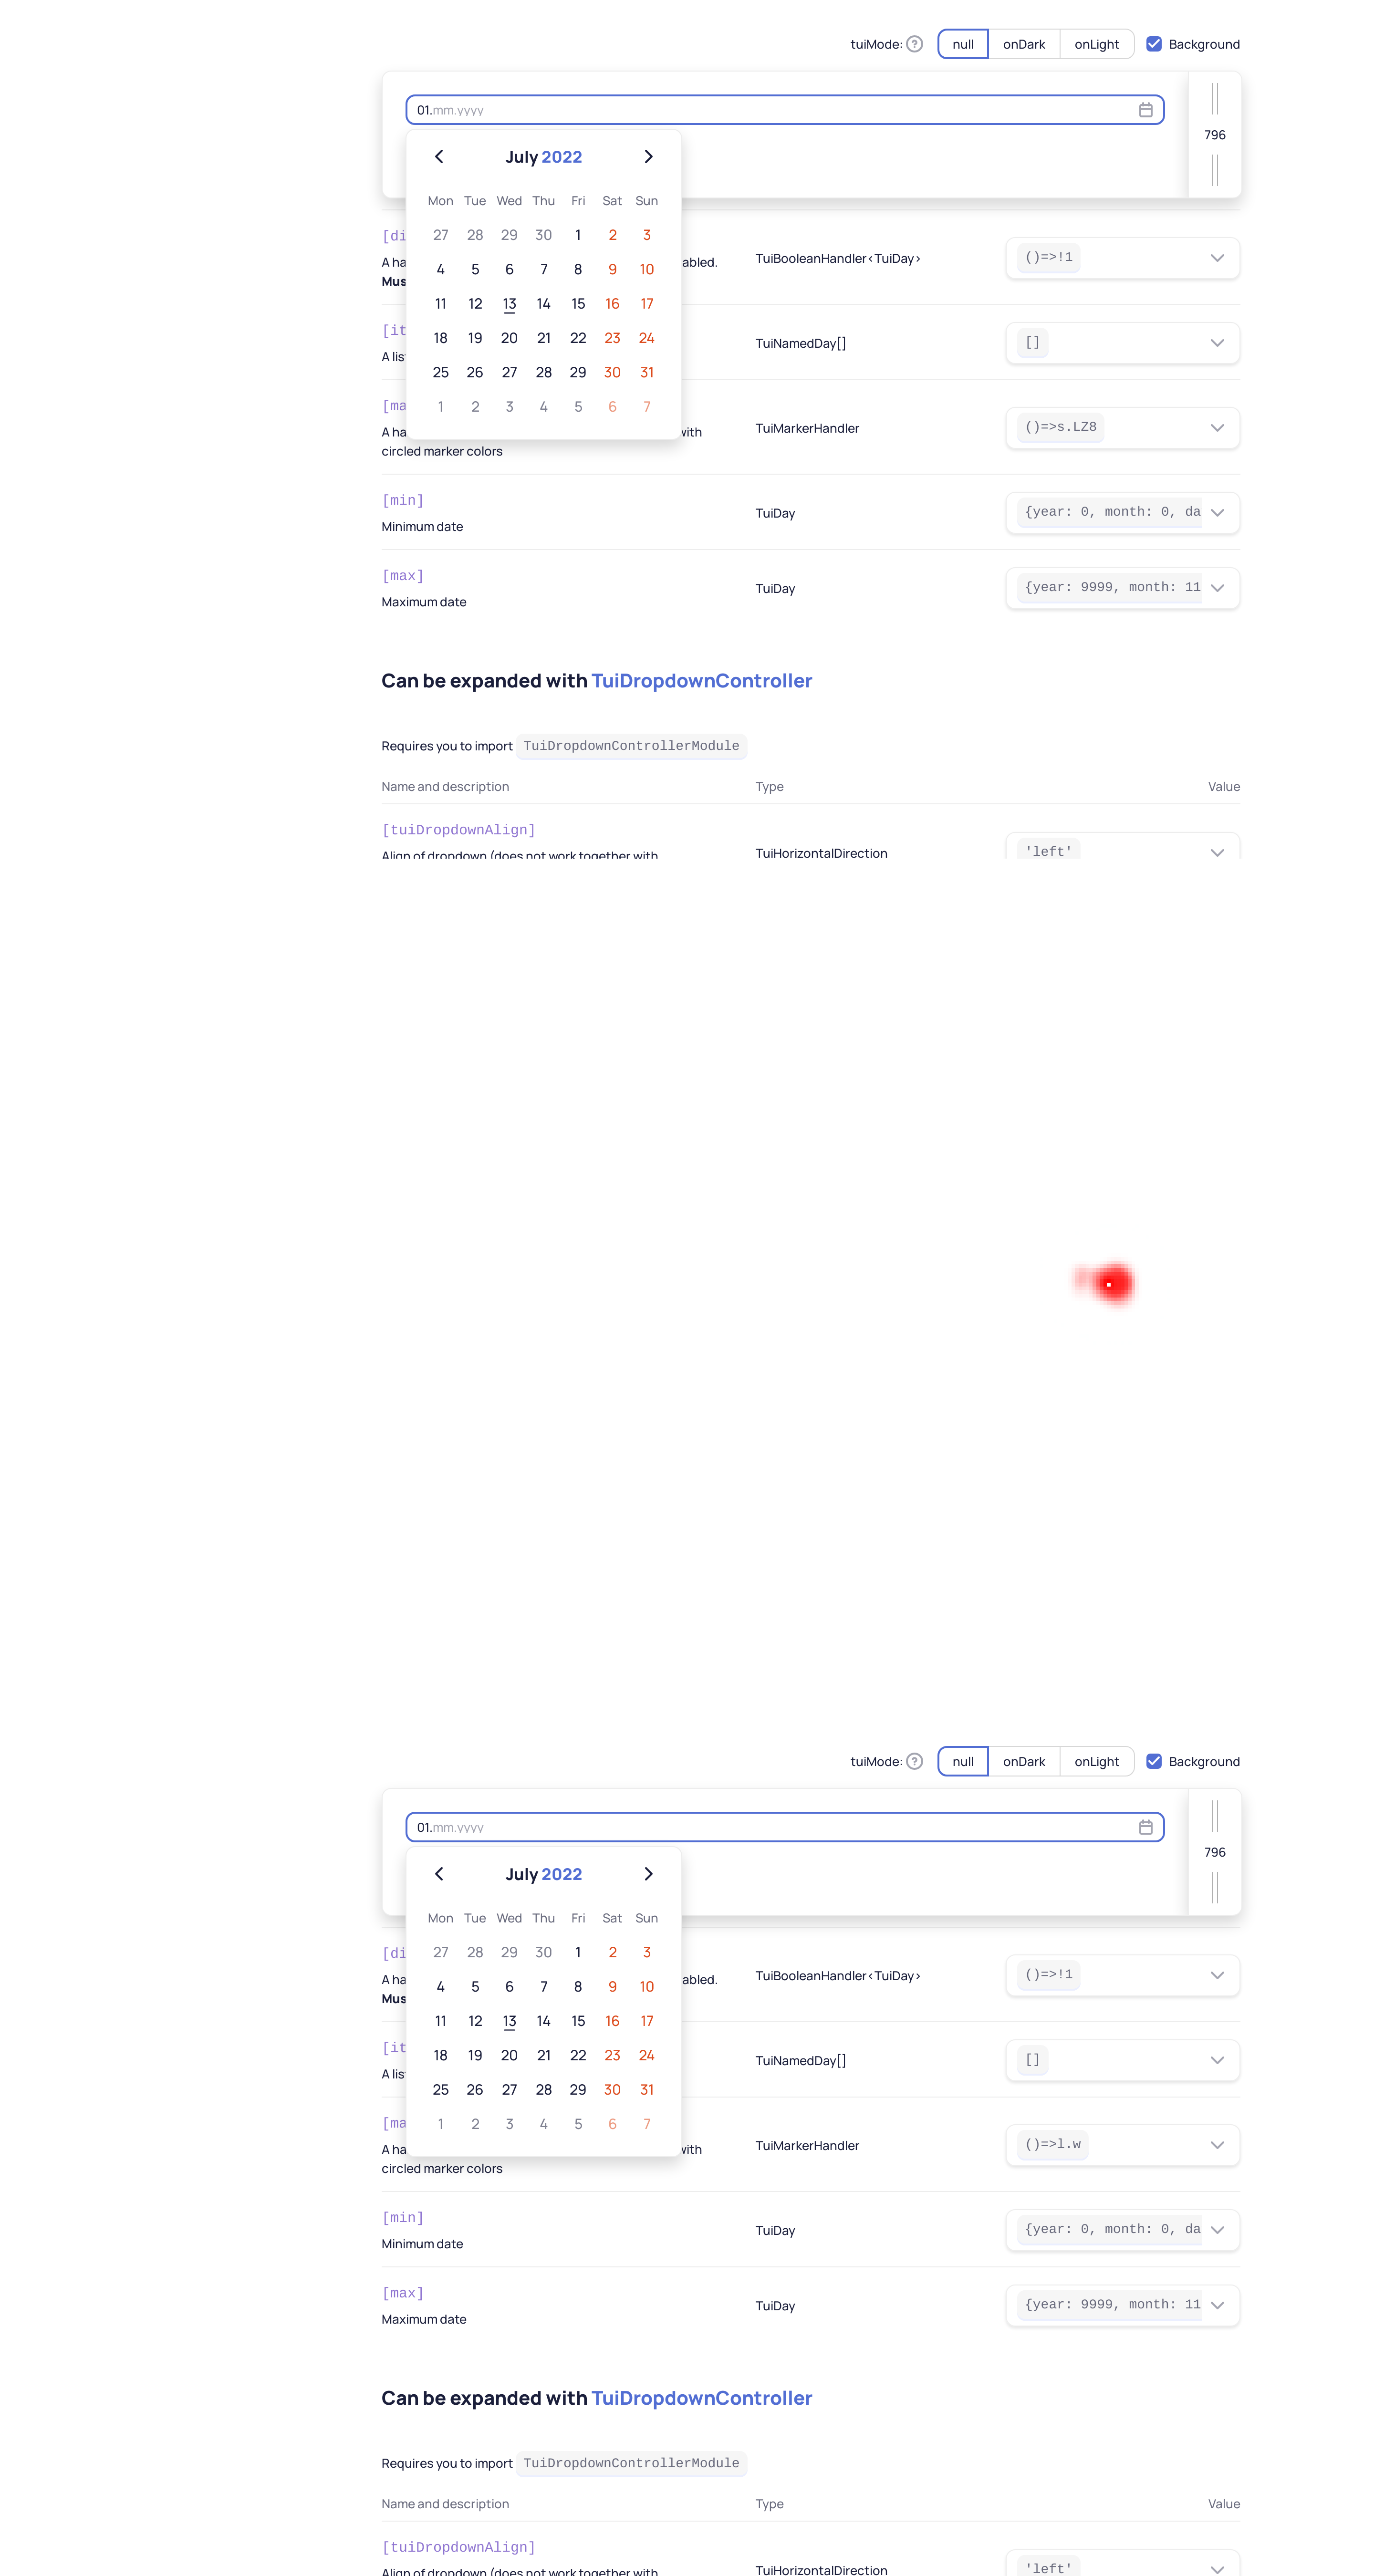 tuiMode: ? null onDark onLight Background
01.mm.yyyy
796
July 2022
Mon Tue Wed Thu Fri Sat Sun
27 28 29 30 1 2 3
4 5 6 7 8 9 10
11 12 13 14 15 16 17
18 19 20 21 22 23 24
25 26 27 28 29 30 31
1 2 3 4 5 6 7
[di
A ha
abled.
Mus
TuiBooleanHandler<TuiDay>
()=>!1
[it
A lis
TuiNamedDay[]
[]
[ma
A ha
with
circled marker colors
TuiMarkerHandler
()=>s.LZ8
[min]
Minimum date
TuiDay
{year: 0, month: 0, da
[max]
Maximum date
TuiDay
{year: 9999, month: 11
Can be expanded with TuiDropdownController
Requires you to import TuiDropdownControllerModule
Name and description Type Value
[tuiDropdownAlign]
Align of dropdown (does not work together with
TuiHorizontalDirection
'left'
tuiMode: ? null onDark onLight Background
01.mm.yyyy
796
July 2022
Mon Tue Wed Thu Fri Sat Sun
27 28 29 30 1 2 3
4 5 6 7 8 9 10
11 12 13 14 15 16 17
18 19 20 21 22 23 24
25 26 27 28 29 30 31
1 2 3 4 5 6 7
[di
A ha
abled.
Mus
TuiBooleanHandler<TuiDay>
()=>!1
[it
A lis
TuiNamedDay[]
[]
[ma
A ha
with
circled marker colors
TuiMarkerHandler
()=>l.w
[min]
Minimum date
TuiDay
{year: 0, month: 0, da
[max]
Maximum date
TuiDay
{year: 9999, month: 11
Can be expanded with TuiDropdownController
Requires you to import TuiDropdownControllerModule
Name and description Type Value
[tuiDropdownAlign]
Align of dropdown (does not work together with
TuiHorizontalDirection
'left'